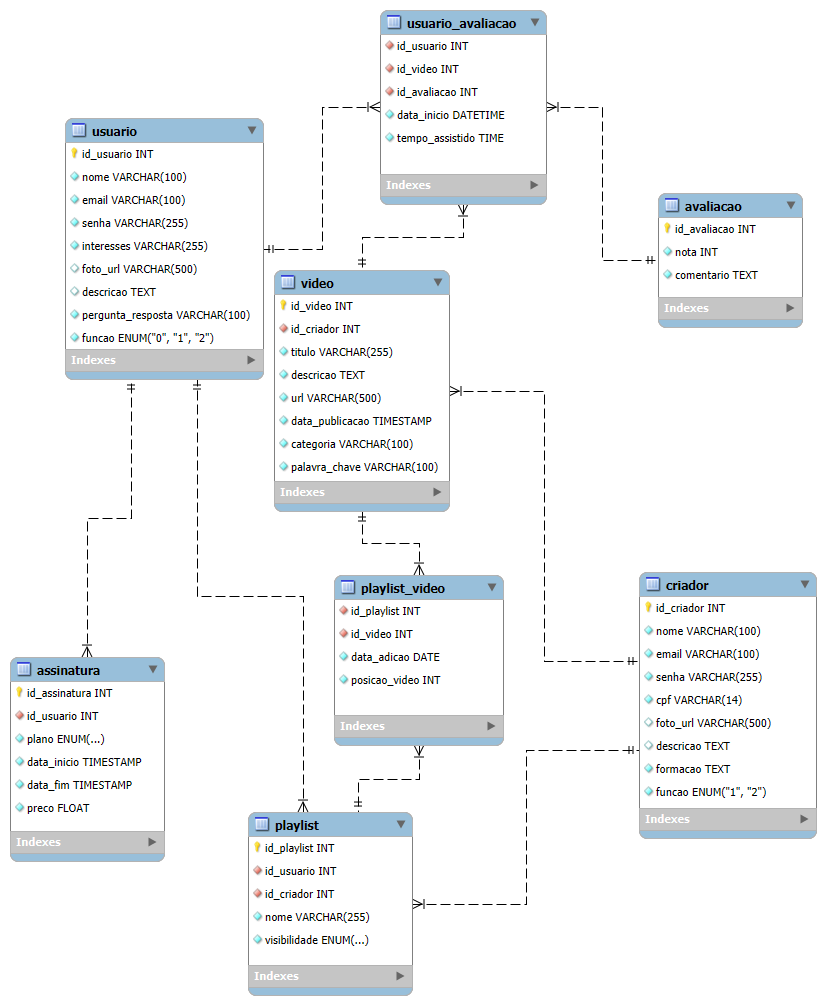 usuario_avaliacao
id_usuario INT
id_video INT
id_avaliacao INT
data_inicio DATETIME
tempo_assistido TIME
Indexes
usuario
id_usuario INT
nome VARCHAR(100)
email VARCHAR(100)
senha VARCHAR(255)
interesses VARCHAR(255)
foto_url VARCHAR(500)
descricao TEXT
pergunta_resposta VARCHAR(100)
funcao ENUM("0", "1", "2")
Indexes
avaliacao
id_avaliacao INT
nota INT
comentario TEXT
Indexes
video
id_video INT
id_criador INT
titulo VARCHAR(255)
descricao TEXT
url VARCHAR(500)
data_publicacao TIMESTAMP
categoria VARCHAR(100)
palavra_chave VARCHAR(100)
Indexes
playlist_video
id_playlist INT
id_video INT
data_adicao DATE
posicao_video INT
Indexes
criador
id_criador INT
nome VARCHAR(100)
email VARCHAR(100)
senha VARCHAR(255)
cpf VARCHAR(14)
foto_url VARCHAR(500)
descricao TEXT
formacao TEXT
funcao ENUM("1", "2")
Indexes
assinatura
id_assinatura INT
id_usuario INT
plano ENUM(...)
data_inicio TIMESTAMP
data_fim TIMESTAMP
preco FLOAT
Indexes
playlist
id_playlist INT
id_usuario INT
id_criador INT
nome VARCHAR(255)
visibilidade ENUM(...)
Indexes